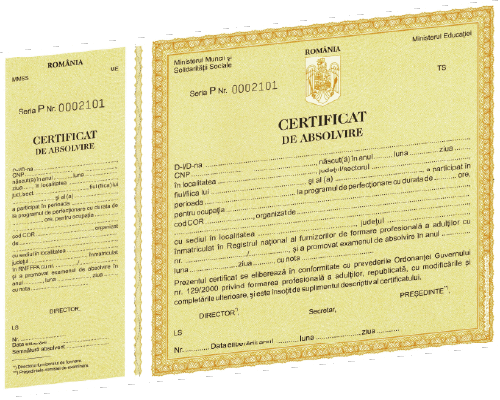 ROMÂNIA
MMSS ME
Seria P Nr. 0002101
CERTIFICAT
DE ABSOLVIRE
CNP
născut(ă) în anul luna
ziua în localitatea fiul/fiica lui
și al (a)
a participat în perioada
la programul de perfecționare cu durata de
ore, pentru ocupația
cod COR organizat
de
cu sediul în localitatea
județul înmatriculat
în RNFFPA cu nr.
și a promovat examenul de absolvire în
anul luna ziua
cu nota
DIRECTOR,
LS
Nr.
Data eliberării
Semnătura absolvent
ROMÂNIA
Ministerul Muncii și
Solidarității Sociale
Ministerul Educației
TS
Seria P Nr. 0002101
CERTIFICAT
DE ABSOLVIRE
D-l/D-na născut(ă) în anul luna ziua
CNP
în localitatea județul/sectorul
fiul/fiica lui și al (a) a participat în
perioada la programul de perfecționare cu durata de ore,
pentru ocupația
cod COR , organizat de
cu sediul în localitatea județul
înmatriculat în Registrul național al furnizorilor de formare profesională a adulților cu
nr. / și a promovat examenul de absolvire în anul
luna ziua cu nota
Prezentul certificat se eliberează în conformitate cu prevederile Ordonanței Guvernului
nr. 129/2000 privind formarea profesională a adulților, republicată, cu modificările și
completările ulterioare, și este însoțit de suplimentul descriptiv al certificatului.
DIRECTOR*), Secretar, PREȘEDINTE**),
LS
Nr. Data eliberării: anul luna ziua